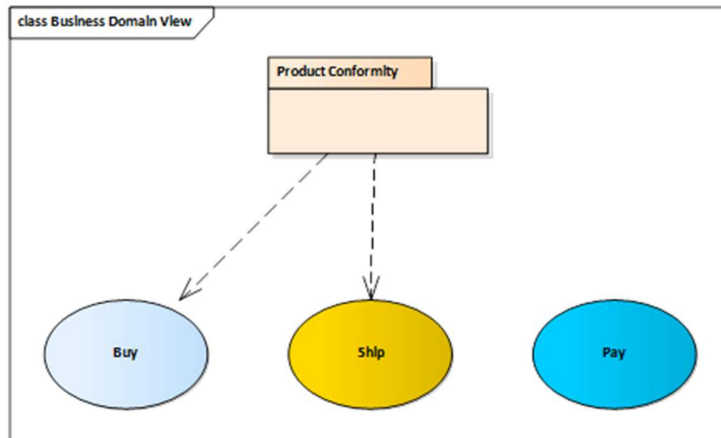 class Business Domain View
Product Conformity
Buy
Ship
Pay